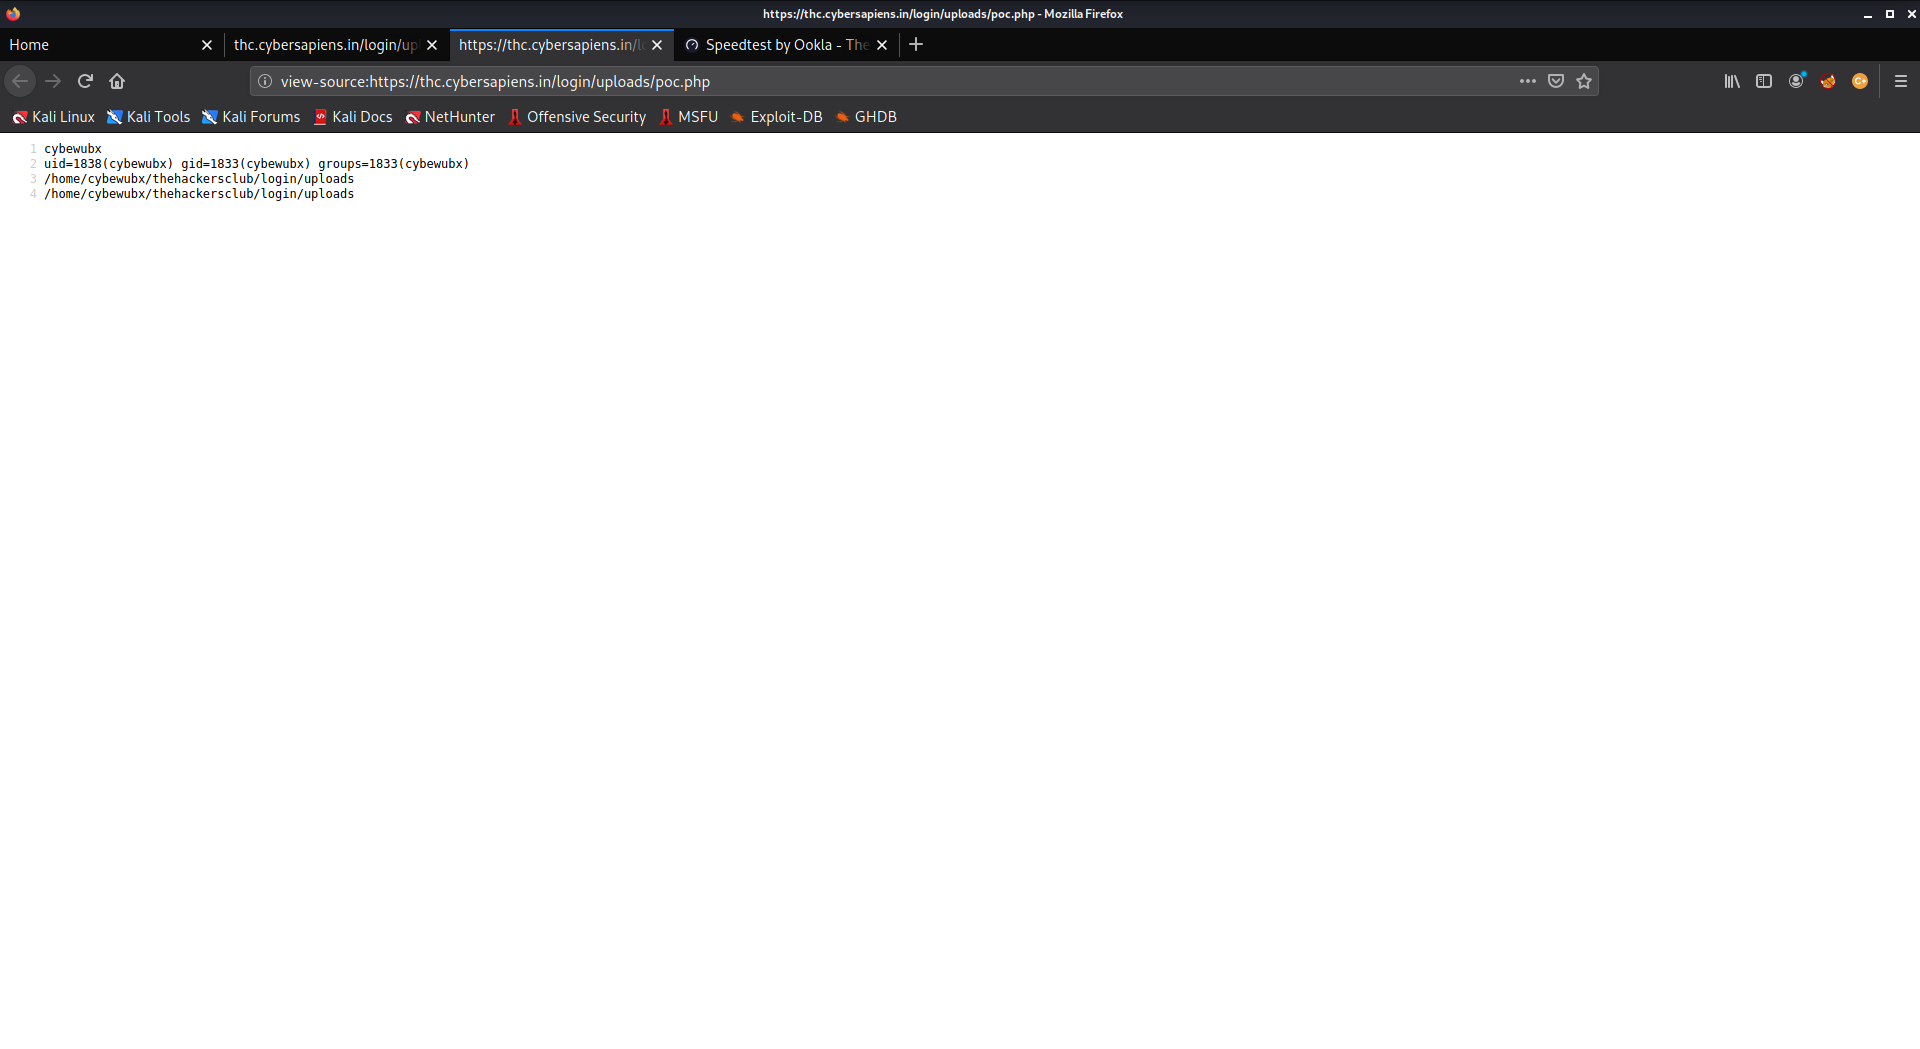 https://thc.cybersapiens.in/login/uploads/poc.php - Mozilla Firefox
Home thc.cybersapiens.in/login/up https://thc.cybersapiens.in/l Speedtest by Ookla - The
view-source:https://thc.cybersapiens.in/login/uploads/poc.php
Kali Linux Kali Tools Kali Forums Kali Docs NetHunter Offensive Security MSFU Exploit-DB GHDB
1 cybewubx
2 uid=1838(cybewubx) gid=1833(cybewubx) groups=1833(cybewubx)
3 /home/cybewubx/thehackersclub/login/uploads
4 /home/cybewubx/thehackersclub/login/uploads